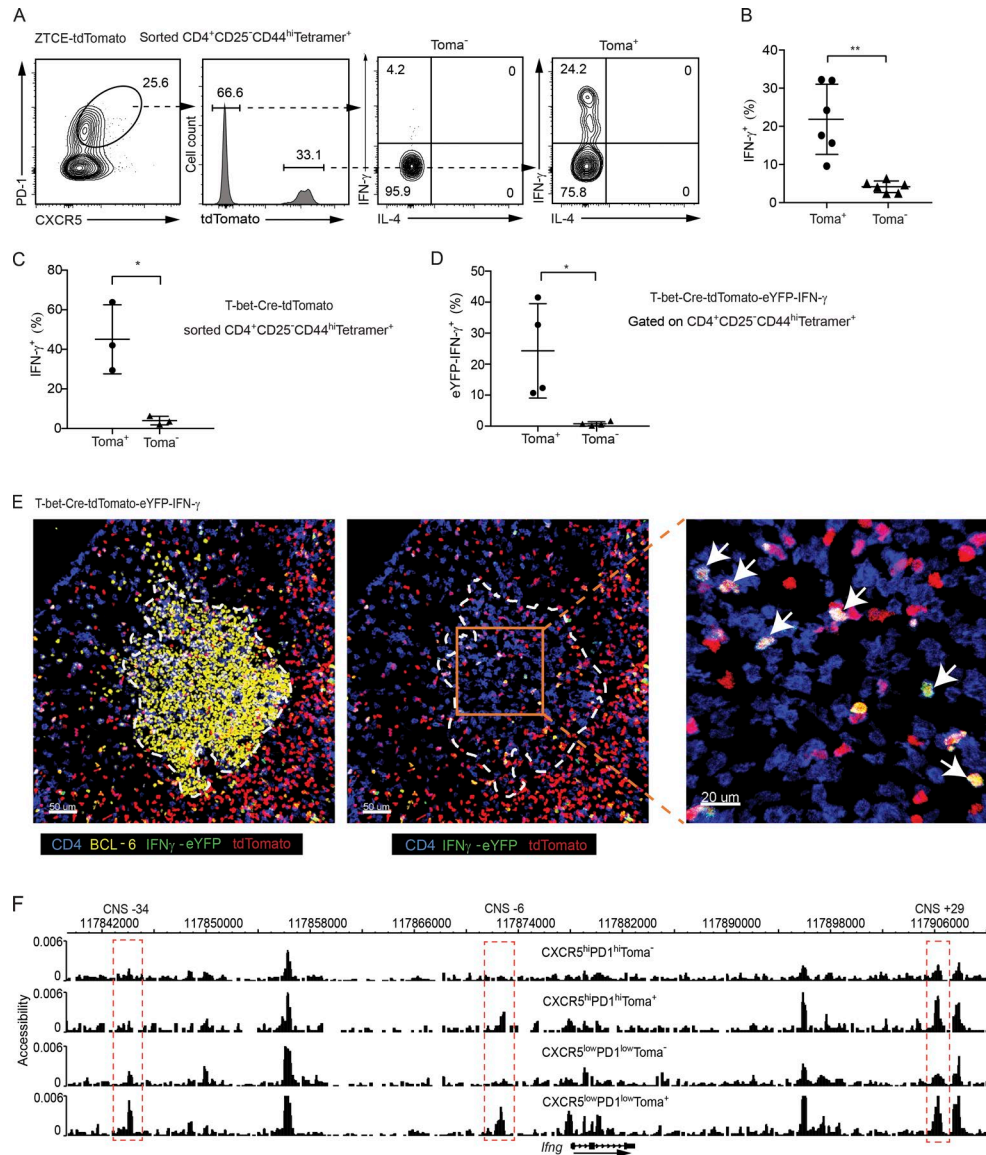 A
ZTCE-tdTomato Sorted CD4⁺CD25⁻CD44ʰⁱTetramer⁺
Toma⁻ Toma⁺
25.6
PD-1
CXCR5
66.6
33.1
Cell count
tdTomato
4.2 0
95.9 0
IFN-γ
IL-4
24.2 0
75.8 0
IFN-γ
IL-4
B
**
IFN-γ⁺ (%)
40
30
20
10
0
Toma⁺ Toma⁻
C
*
IFN-γ⁺ (%)
80
60
40
20
0
Toma⁺ Toma⁻
T-bet-Cre-tdTomato
sorted CD4⁺CD25⁻CD44ʰⁱTetramer⁺
D
*
eYFP-IFN-γ⁺ (%)
50
40
30
20
10
0
Toma⁺ Toma⁻
T-bet-Cre-tdTomato-eYFP-IFN-γ
Gated on CD4⁺CD25⁻CD44ʰⁱTetramer⁺
E T-bet-Cre-tdTomato-eYFP-IFN-γ
50 um
50 um
20 um
CD4 BCL-6 IFNγ-eYFP tdTomato
CD4 IFNγ-eYFP tdTomato
F
CNS -34 CNS -6 CNS +29
117842000 117850000 117858000 117866000 117874000 117882000 117890000 117898000 117906000
Accessibility
0.006
0
CXCR5ʰⁱPD1ʰⁱToma⁻
0.006
0
CXCR5ʰⁱPD1ʰⁱToma⁺
0.006
0
CXCR5ˡᵒʷPD1ˡᵒʷToma⁻
0.006
0
CXCR5ˡᵒʷPD1ˡᵒʷToma⁺
Ifng